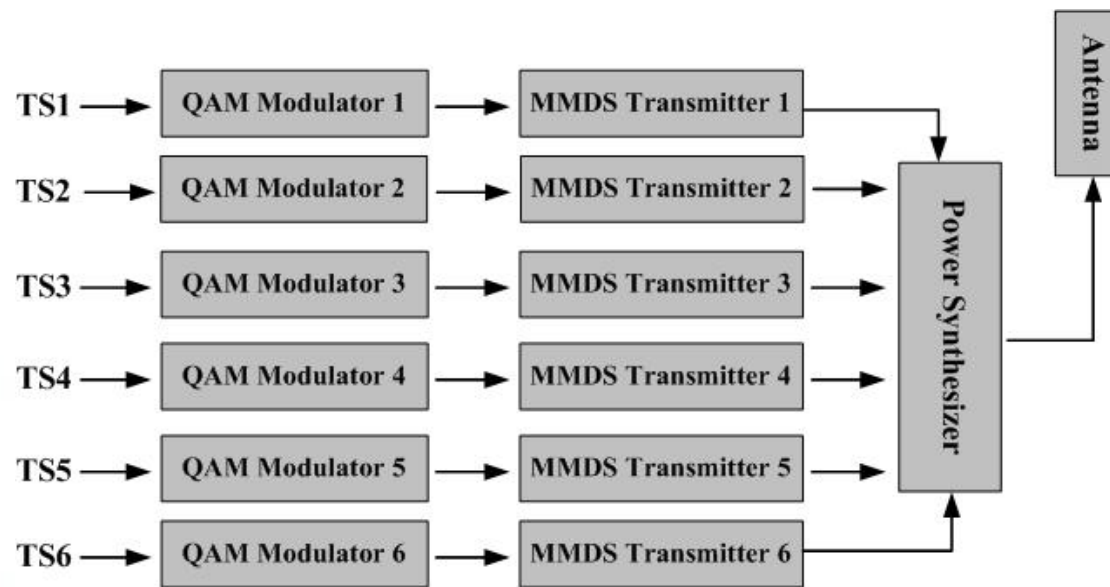 TS1
QAM Modulator 1
MMDS Transmitter 1
TS2
QAM Modulator 2
MMDS Transmitter 2
TS3
QAM Modulator 3
MMDS Transmitter 3
TS4
QAM Modulator 4
MMDS Transmitter 4
TS5
QAM Modulator 5
MMDS Transmitter 5
TS6
QAM Modulator 6
MMDS Transmitter 6
Power Synthesizer
Antenna